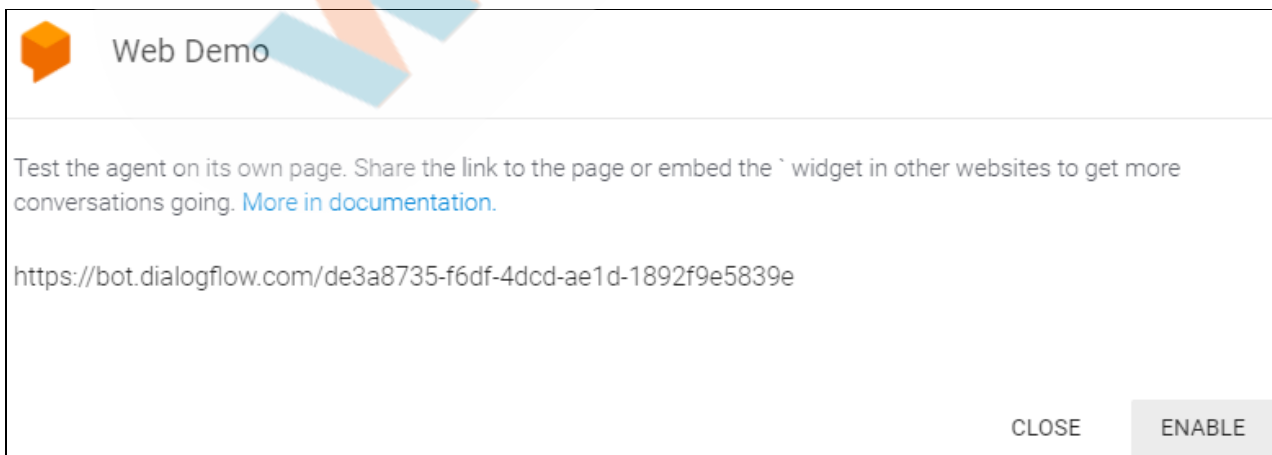 Web Demo
Test the agent on its own page. Share the link to the page or embed the ` widget in other websites to get more
conversations going. More in documentation.
https://bot.dialogflow.com/de3a8735-f6df-4dcd-ae1d-1892f9e5839e
CLOSE ENABLE